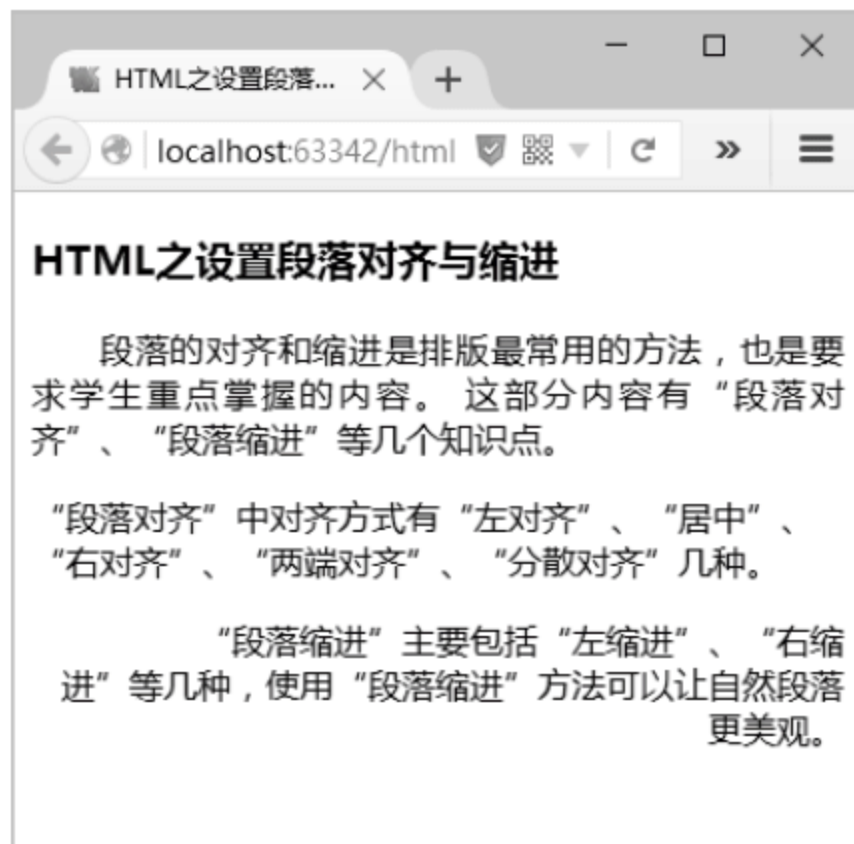 HTML之设置段落...
localhost:63342/html
HTML之设置段落对齐与缩进
段落的对齐和缩进是排版最常用的方法，也是要
求学生重点掌握的内容。 这部分内容有“段落对
齐”、“段落缩进”等几个知识点。
“段落对齐”中对齐方式有“左对齐”、“居中”、
“右对齐”、“两端对齐”、“分散对齐”几种。
“段落缩进”主要包括“左缩进”、“右缩
进”等几种，使用“段落缩进”方法可以让自然段落
更美观。